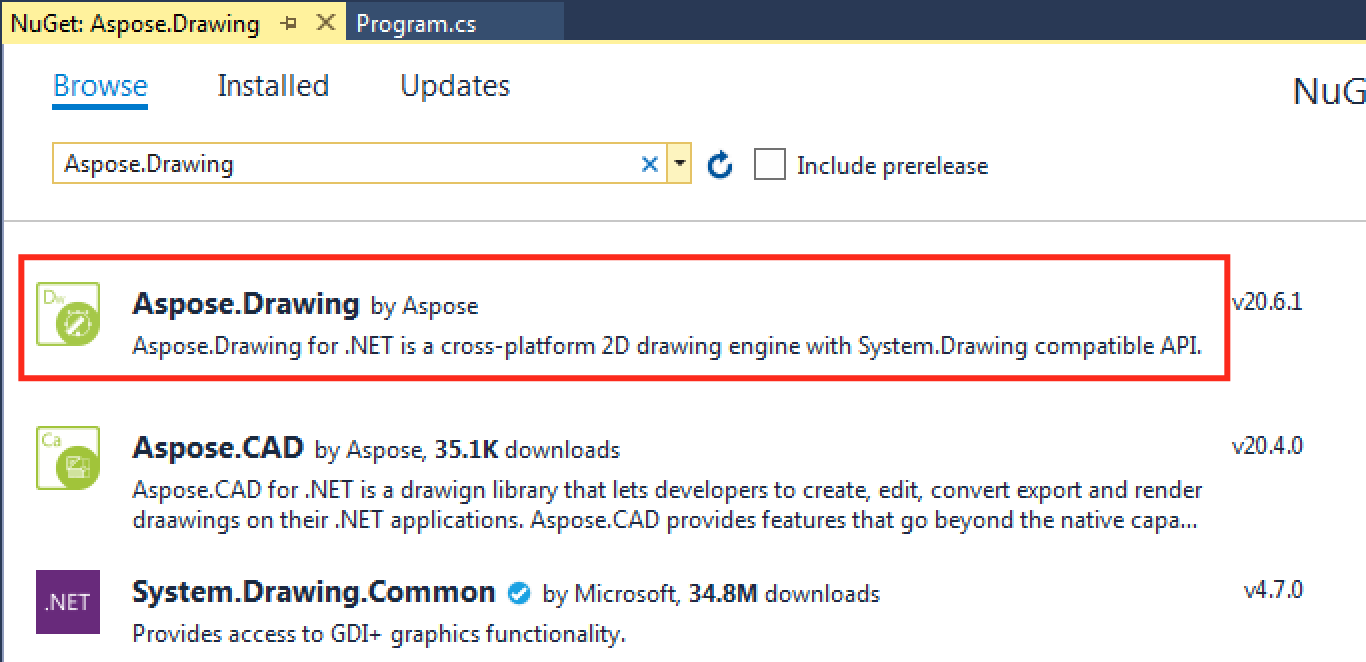 NuGet: Aspose.Drawing
Program.cs
Browse
Installed
Updates
NuG
Aspose.Drawing
Include prerelease
Dw
Aspose.Drawing by Aspose
v20.6.1
Aspose.Drawing for .NET is a cross-platform 2D drawing engine with System.Drawing compatible API.
Ca
Aspose.CAD by Aspose, 35.1K downloads
v20.4.0
Aspose.CAD for .NET is a drawign library that lets developers to create, edit, convert export and render
draawings on their .NET applications. Aspose.CAD provides features that go beyond the native capa...
.NET
System.Drawing.Common by Microsoft, 34.8M downloads
v4.7.0
Provides access to GDI+ graphics functionality.